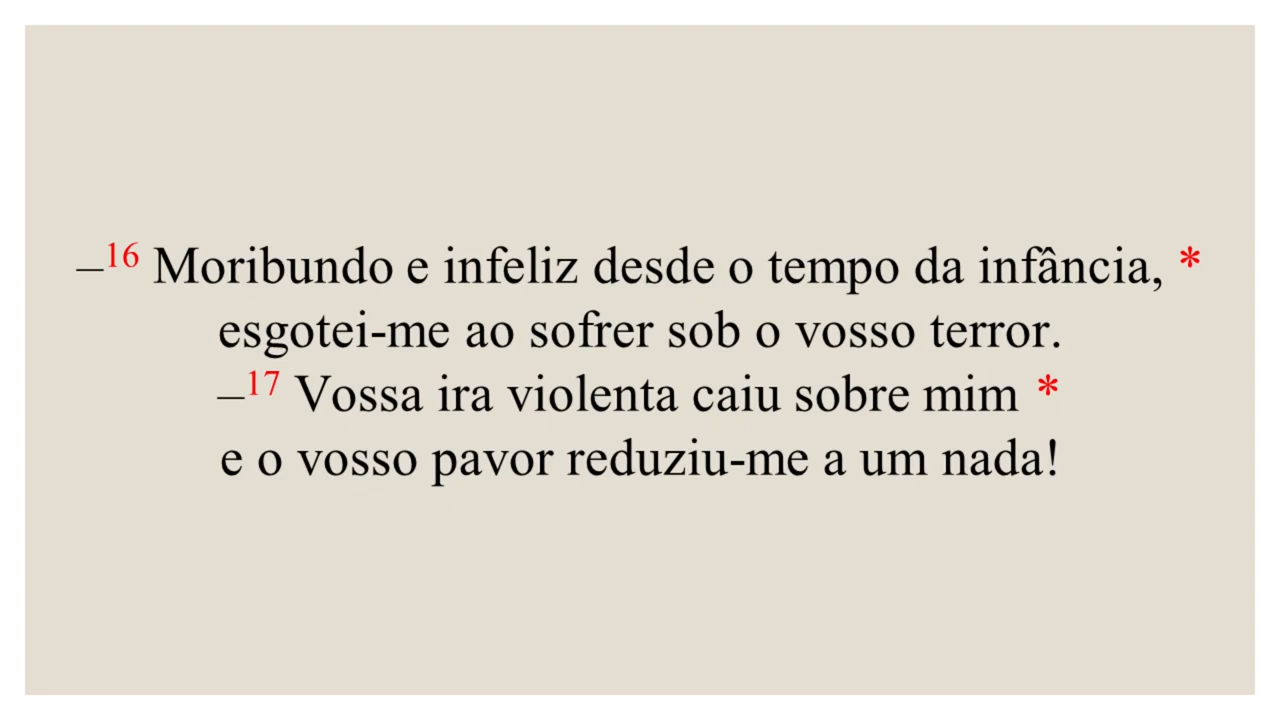 –16 Moribundo e infeliz desde o tempo da infância, *
esgotei-me ao sofrer sob o vosso terror.
–17 Vossa ira violenta caiu sobre mim *
e o vosso pavor reduziu-me a um nada!